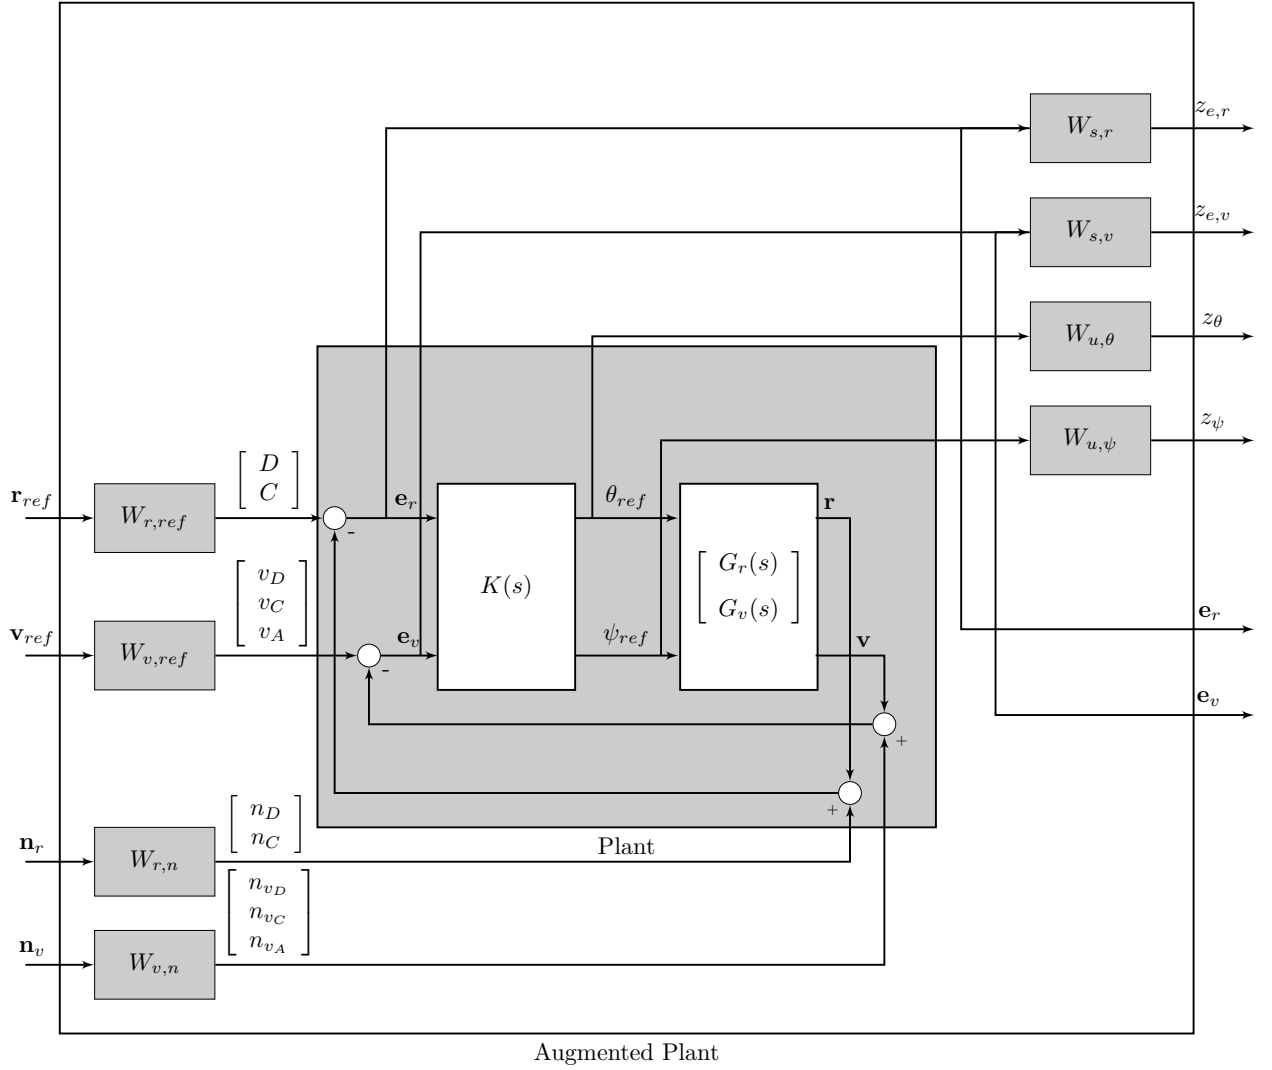 z_{e,r}
W_{s,r}
z_{e,v}
W_{s,v}
z_θ
W_{u,θ}
z_ψ
W_{u,ψ}
[ D
C ]
r_{ref}
W_{r,ref}
-
e_r
θ_{ref}
r
[ v_D
v_C
v_A ]
K(s)
[ G_r(s)
G_v(s) ]
v_{ref}
W_{v,ref}
-
e_v
ψ_{ref}
v
e_r
e_v
+
+
[ n_D
n_C ]
Plant
n_r
W_{r,n}
[ n_{v_D}
n_{v_C}
n_{v_A} ]
n_v
W_{v,n}
Augmented Plant